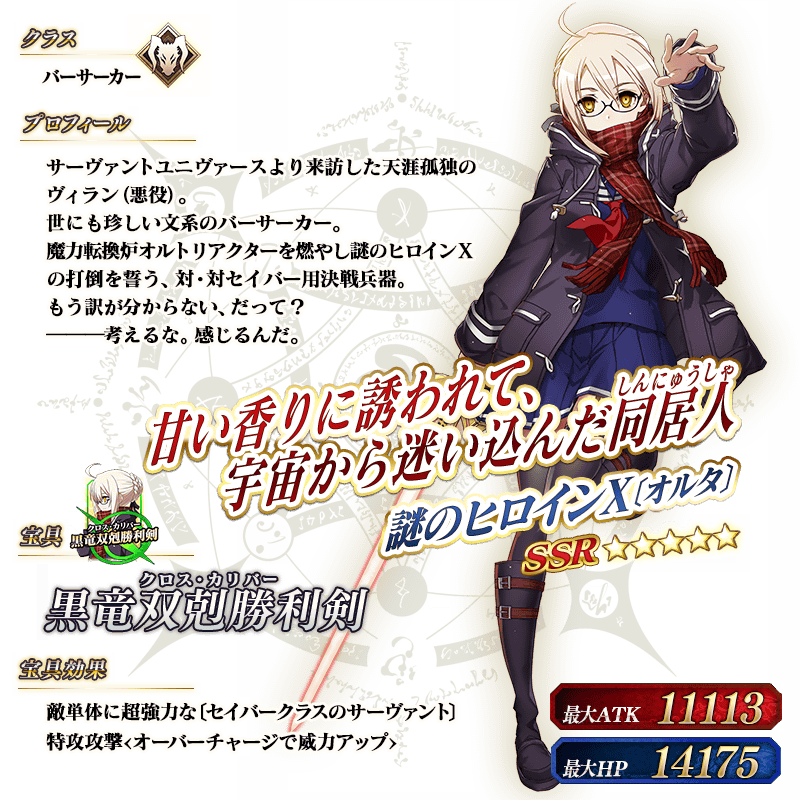 クラス
バーサーカー
プロフィール
サーヴァントユニヴァースより来訪した天涯孤独の
ヴィラン（悪役）。
世にも珍しい文系のバーサーカー。
魔力転換炉オルトリアクターを燃やし謎のヒロインX
の打倒を誓う、対・対セイバー用決戦兵器。
もう訳が分からない、だって？
───考えるな。感じるんだ。
甘い香りに誘われて、
しんにゅうしゃ
宇宙から迷い込んだ同居人
謎のヒロインX〔オルタ〕
SSR ☆☆☆☆☆
宝具
クロス・カリバー
黒竜双剋勝利剣
クロス・カリバー
黒竜双剋勝利剣
宝具効果
敵単体に超強力な〔セイバークラスのサーヴァント〕
特攻攻撃<オーバーチャージで威力アップ>
最大ATK 11113
最大HP 14175